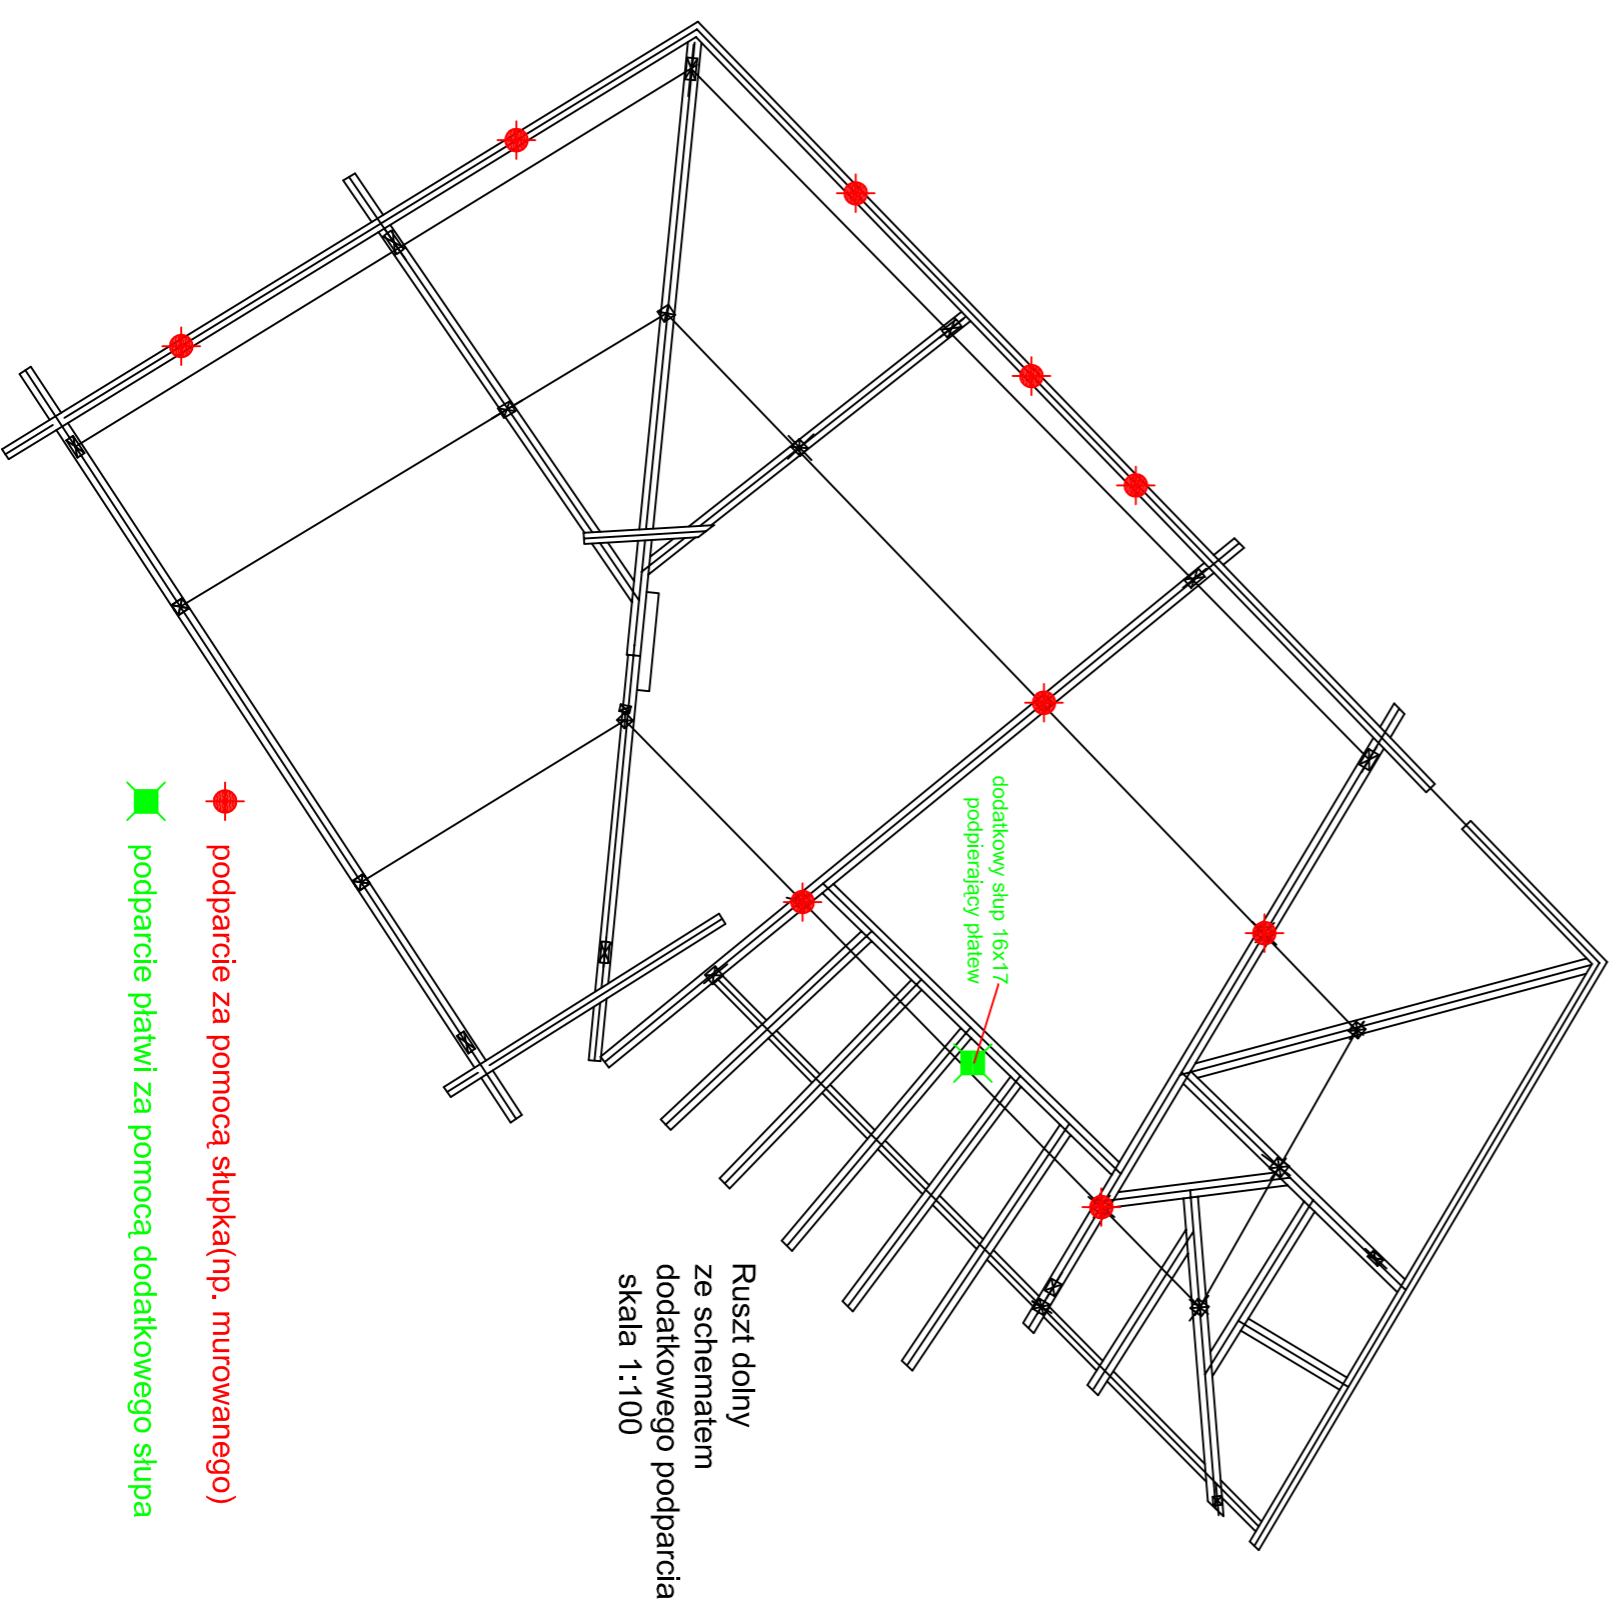 Ruszt dolny
ze schematem
dodatkowego podparcia
skala 1:100
dodatkowy słup 16x17
podpierający płatew
podparcie za pomocą słupka(np. murowanego)
podparcie płatwi za pomocą dodatkowego słupa